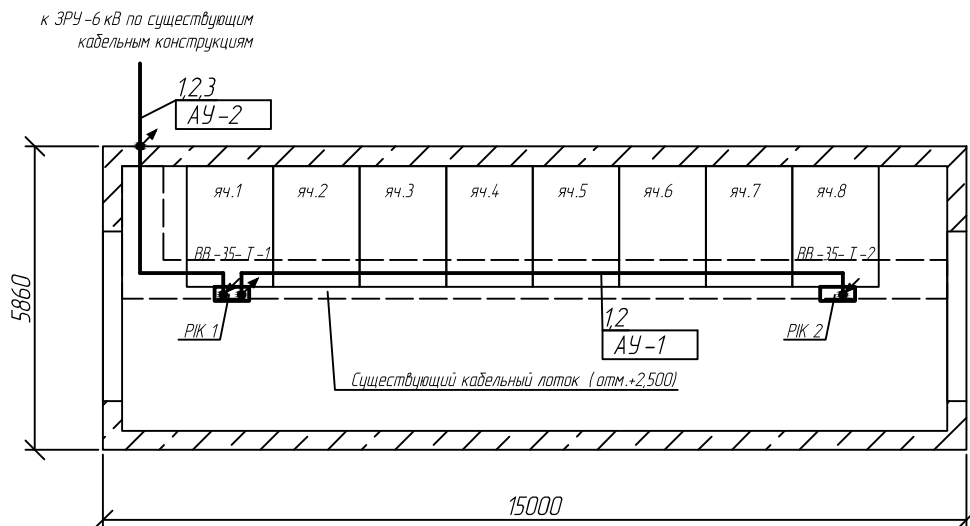 к ЗРУ-6 кВ по существующим
кабельным конструкциям
1,2,3
АУ-2
яч.1
яч.2
яч.3
яч.4
яч.5
яч.6
яч.7
яч.8
ВВ-35-Т-1
ВВ-35-Т-2
РІК 1
РІК 2
1,2
АУ-1
Существующий кабельный лоток (отм.+2,500)
5860
15000